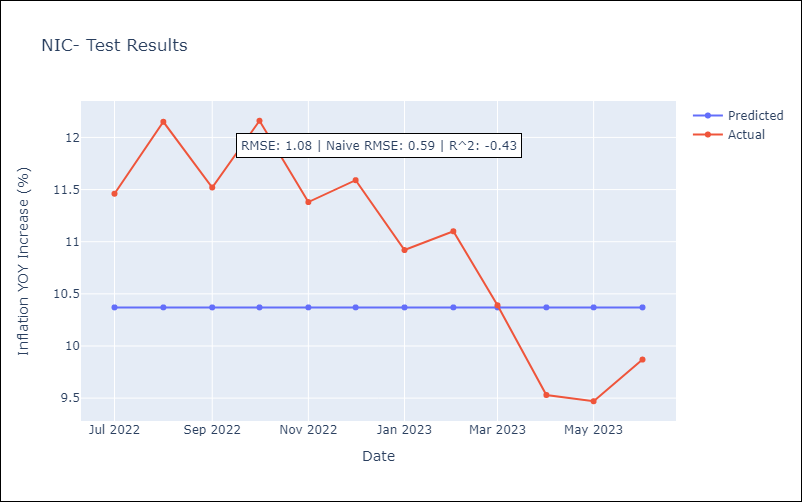 NIC- Test Results
Predicted
Actual
RMSE: 1.08 | Naive RMSE: 0.59 | R^2: -0.43
Inflation YOY Increase (%)
12
11.5
11
10.5
10
9.5
Jul 2022 Sep 2022 Nov 2022 Jan 2023 Mar 2023 May 2023
Date